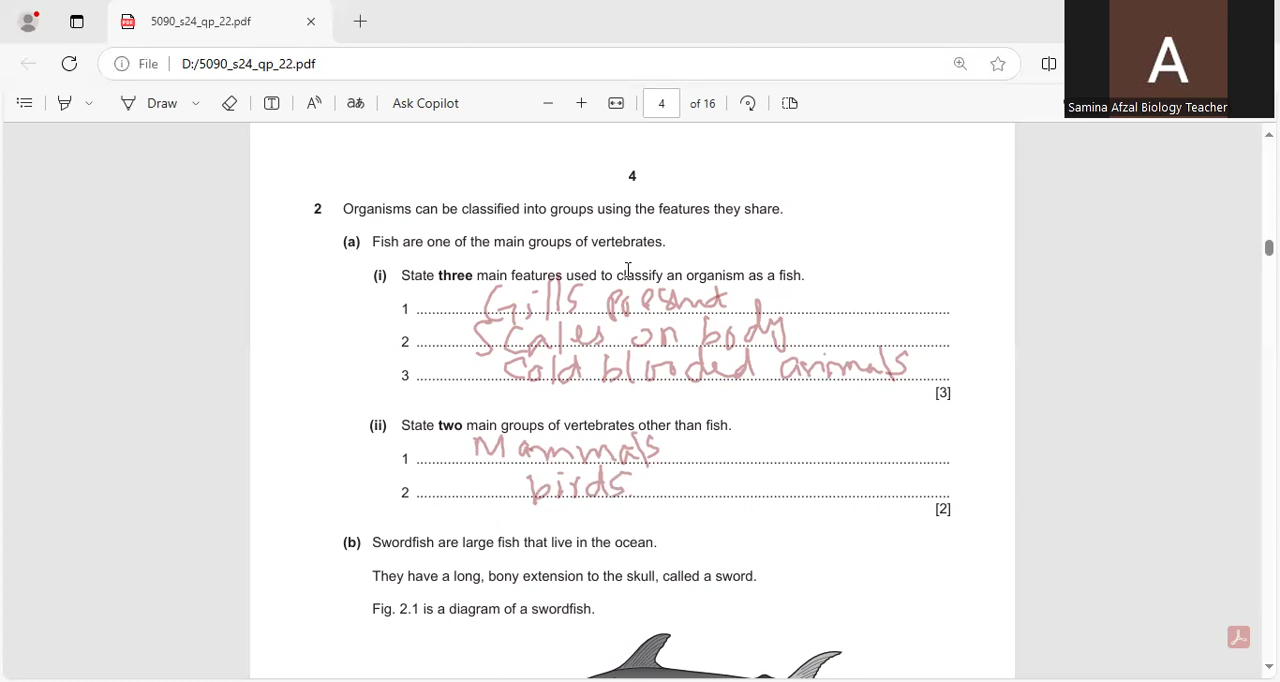 5090_s24_qp_22.pdf
File D:/5090_s24_qp_22.pdf
Draw aあ Ask Copilot 4 of 16
A
Samina Afzal Biology Teacher
4
2 Organisms can be classified into groups using the features they share.
(a) Fish are one of the main groups of vertebrates.
(i) State three main features used to classify an organism as a fish.
1 Gills present
2 Scales on body
3 Cold blooded animals
[3]
(ii) State two main groups of vertebrates other than fish.
1 Mammals
2 birds
[2]
(b) Swordfish are large fish that live in the ocean.
They have a long, bony extension to the skull, called a sword.
Fig. 2.1 is a diagram of a swordfish.